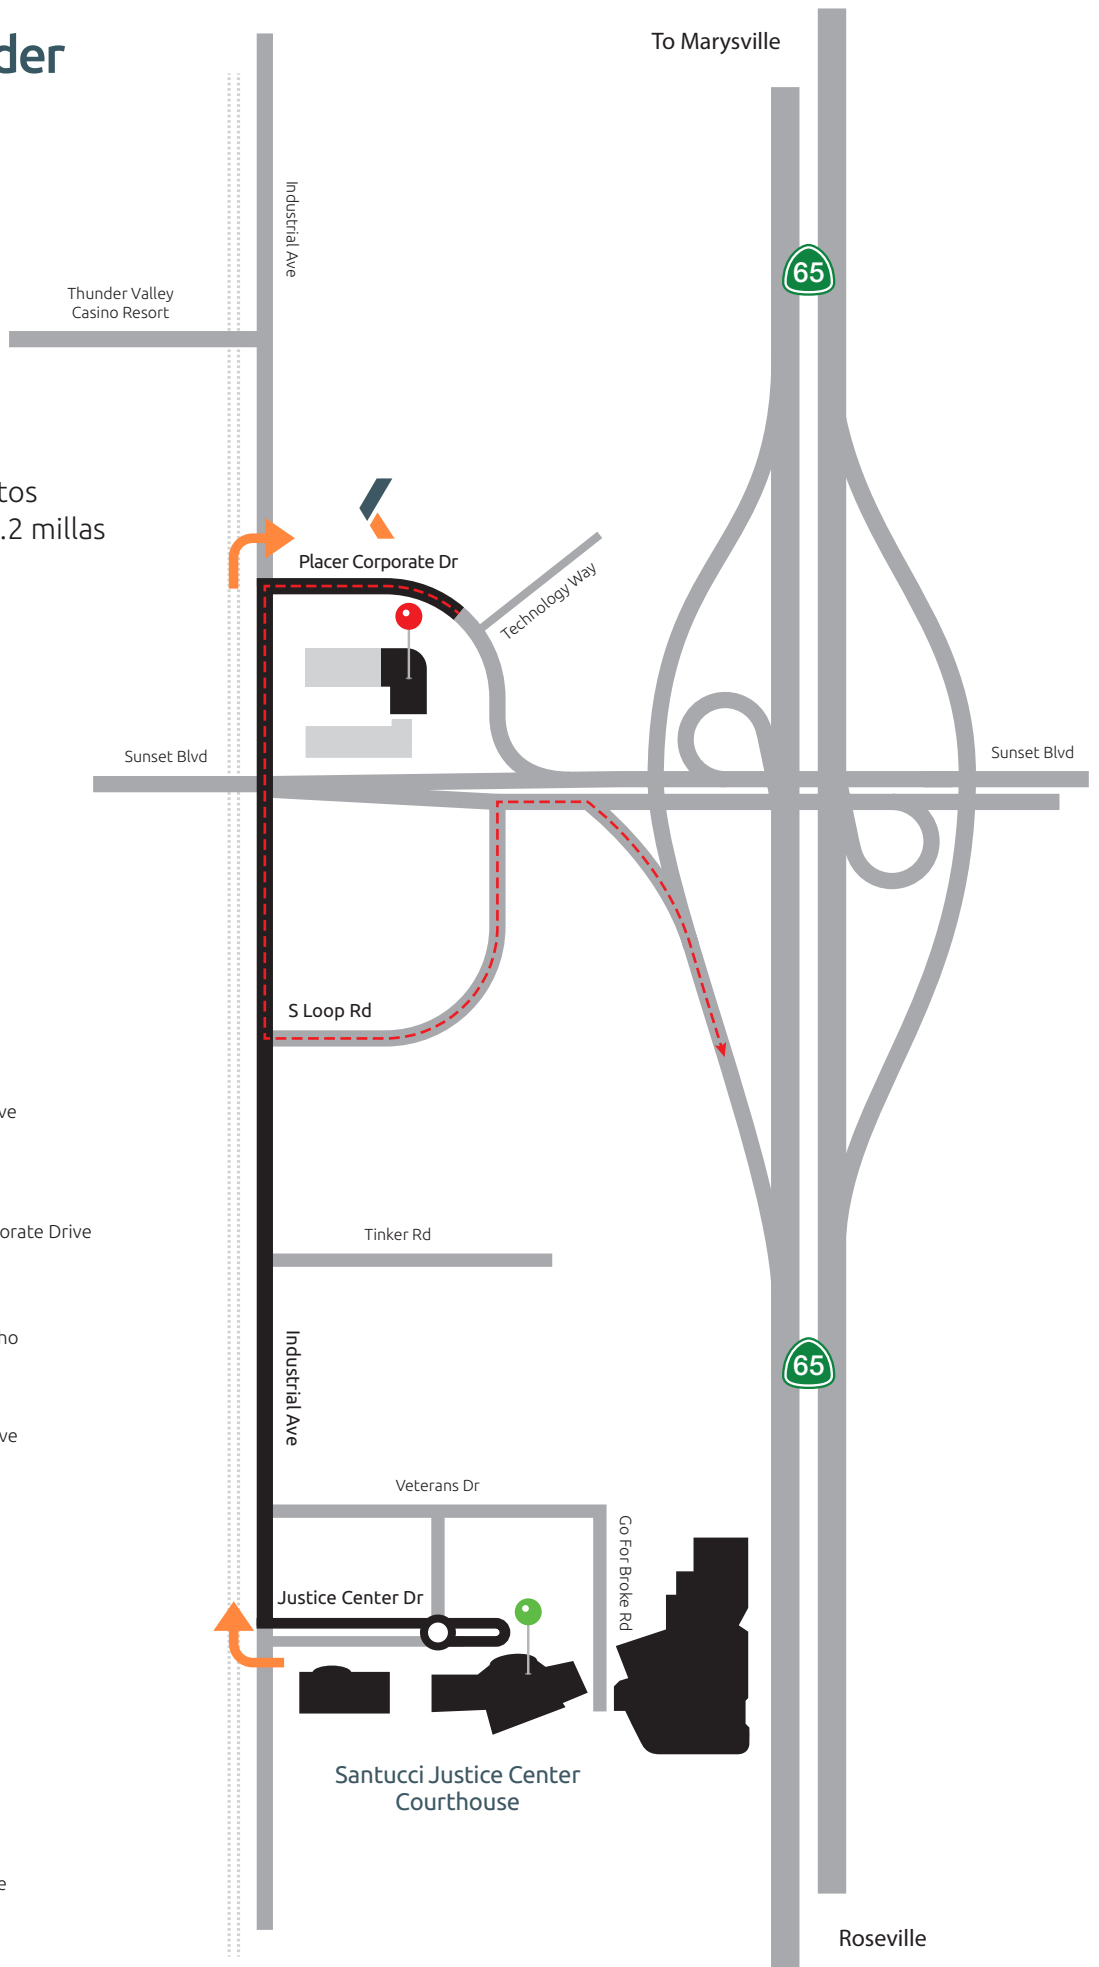 der
To Marysville
Industrial Ave
65
Thunder Valley
Casino Resort
tos
.2 millas
Placer Corporate Dr
Technology Way
Sunset Blvd
Sunset Blvd
S Loop Rd
ve
orate Drive
Tinker Rd
ho
Industrial Ave
65
ve
Veterans Dr
Go For Broke Rd
Justice Center Dr
Santucci Justice Center
Courthouse
e
Roseville